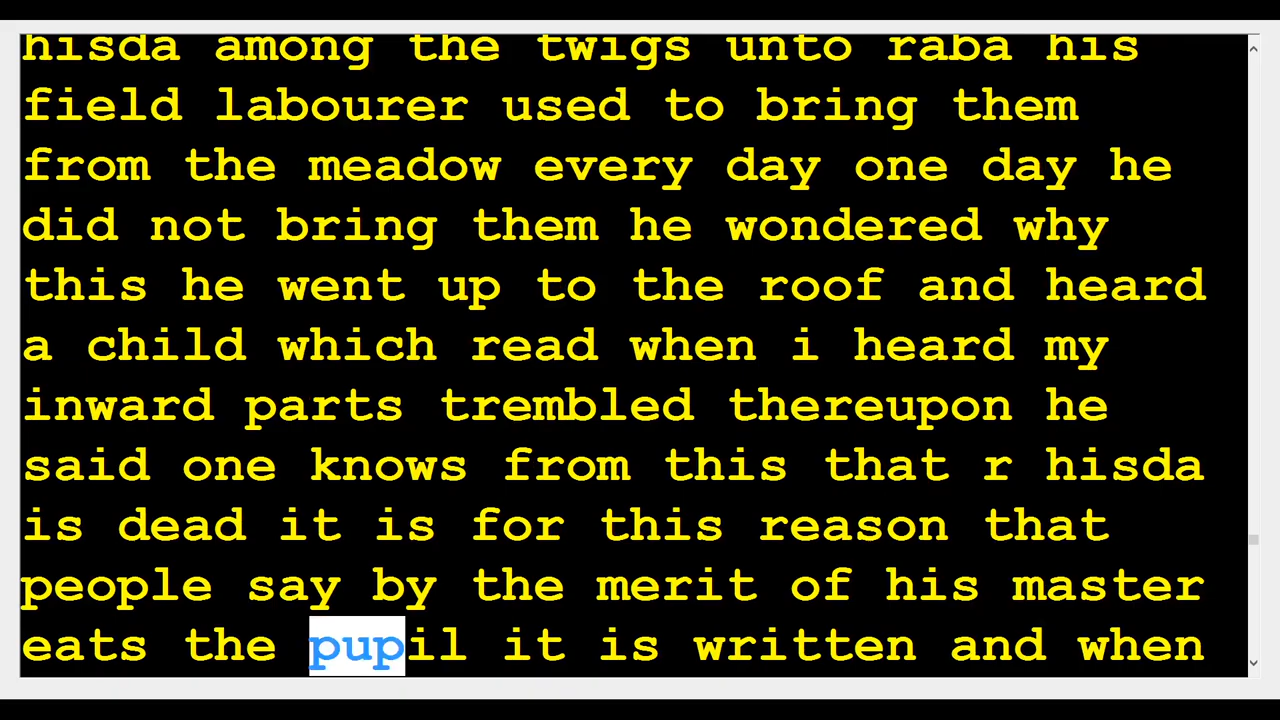 hisda among the twigs unto raba his
field labourer used to bring them
from the meadow every day one day he
did not bring them he wondered why
this he went up to the roof and heard
a child which read when i heard my
inward parts trembled thereupon he
said one knows from this that r hisda
is dead it is for this reason that
people say by the merit of his master
eats the pupil it is written and when